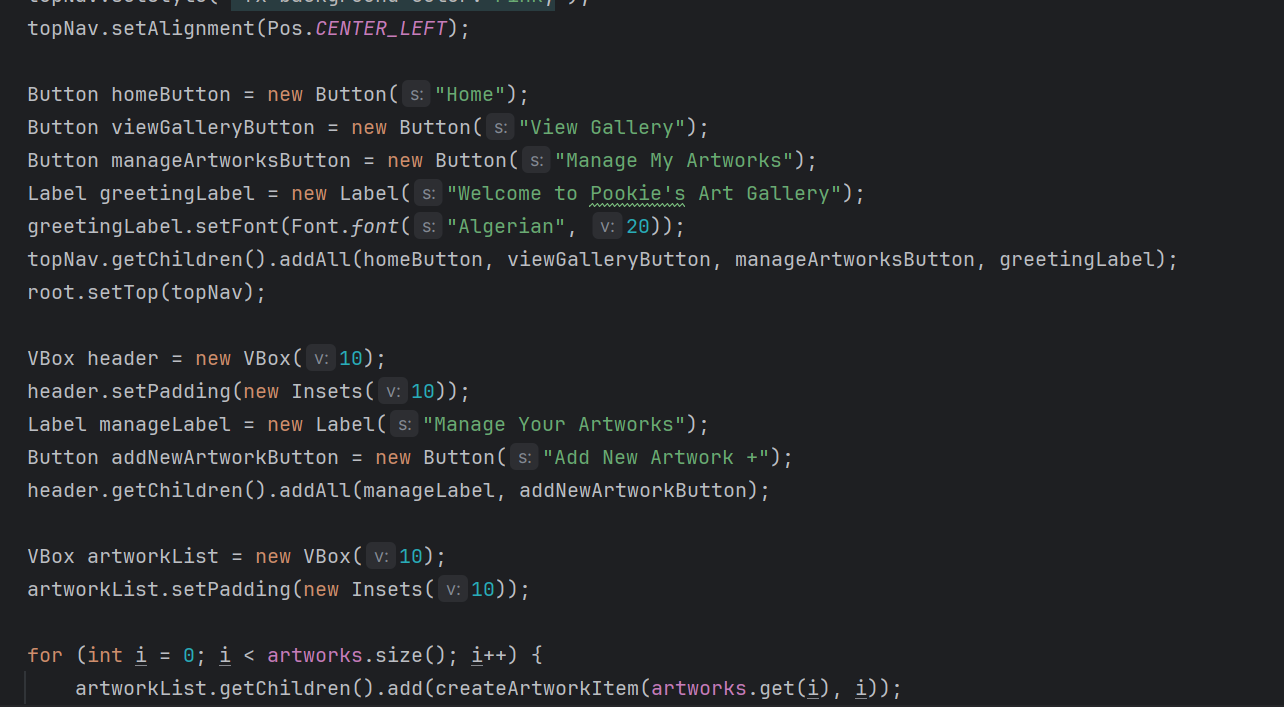 topNav.setAlignment(Pos.CENTER_LEFT);
Button homeButton = new Button( s: "Home");
Button viewGalleryButton = new Button( s: "View Gallery");
Button manageArtworksButton = new Button( s: "Manage My Artworks");
Label greetingLabel = new Label( s: "Welcome to Pookie's Art Gallery");
greetingLabel.setFont(Font.font( s: "Algerian", v: 20));
topNav.getChildren().addAll(homeButton, viewGalleryButton, manageArtworksButton, greetingLabel);
root.setTop(topNav);
VBox header = new VBox( v: 10);
header.setPadding(new Insets( v: 10));
Label manageLabel = new Label( s: "Manage Your Artworks");
Button addNewArtworkButton = new Button( s: "Add New Artwork +");
header.getChildren().addAll(manageLabel, addNewArtworkButton);
VBox artworkList = new VBox( v: 10);
artworkList.setPadding(new Insets( v: 10));
for (int i = 0; i < artworks.size(); i++) {
artworkList.getChildren().add(createArtworkItem(artworks.get(i), i));